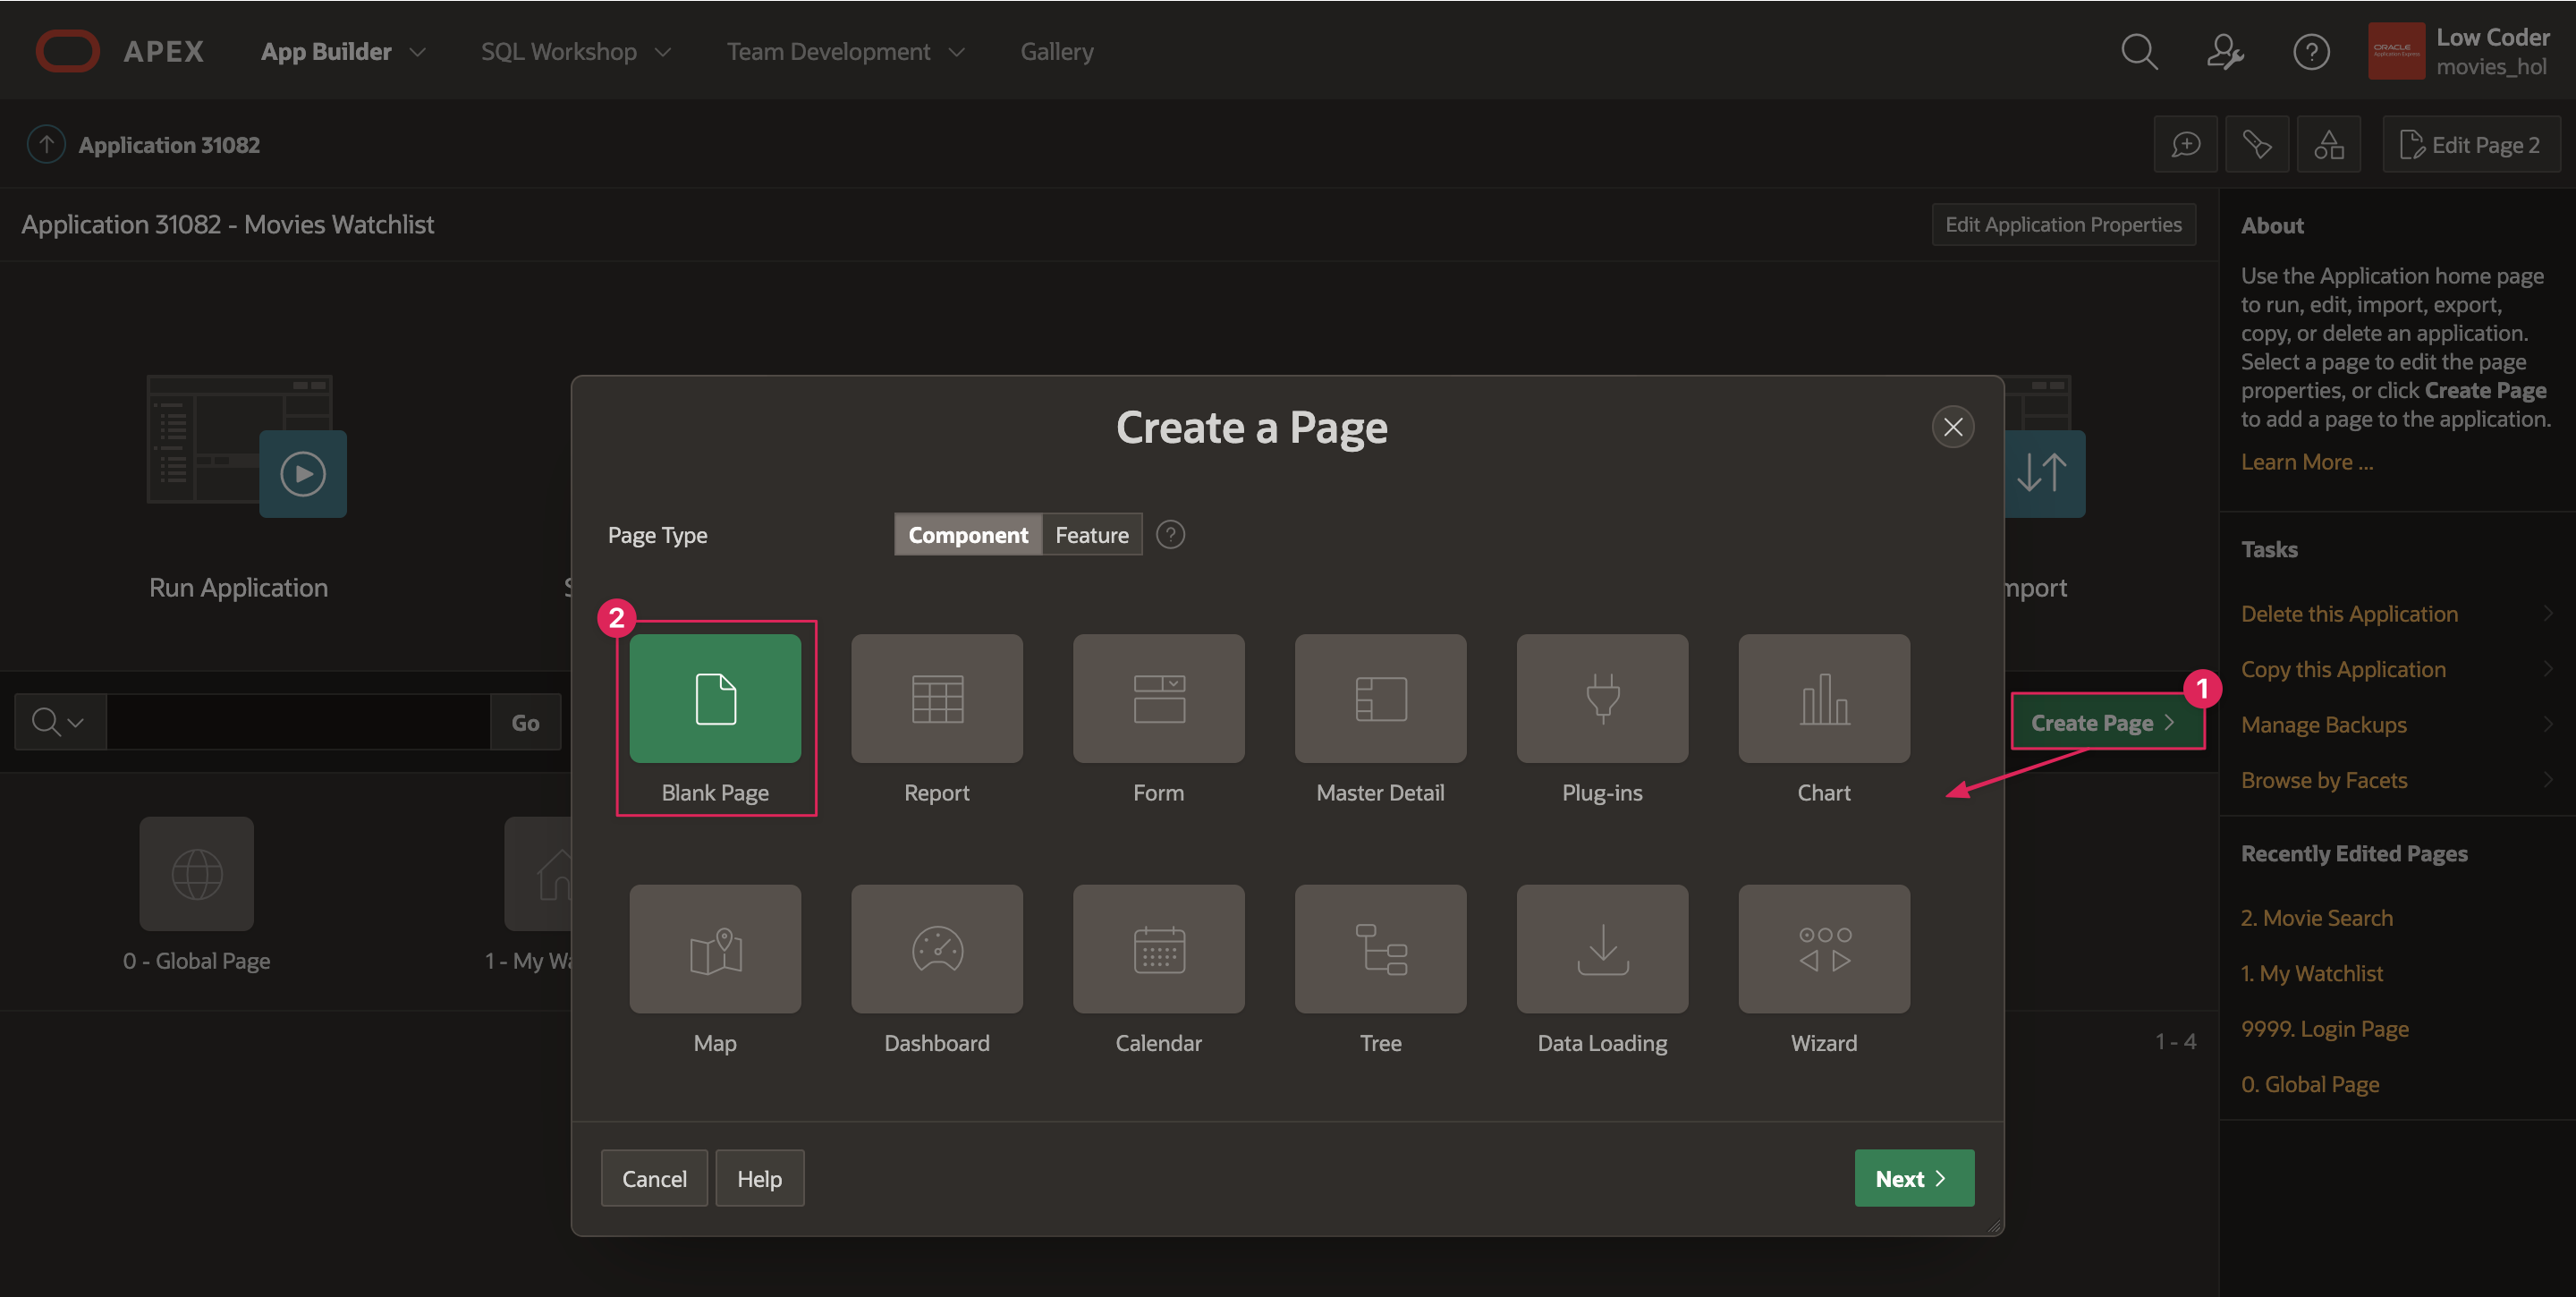 APEX
App Builder
SQL Workshop
Team Development
Gallery
Low Coder
movies_hol
ORACLE
Application Express
Application 31082
Edit Page 2
Application 31082 - Movies Watchlist
Edit Application Properties
Run Application
Go
Create Page
1
0 - Global Page
1 - My
1 - 4
Create a Page
Page Type
Component
Feature
?
2
Blank Page
Report
Form
Master Detail
Plug-ins
Chart
Map
Dashboard
Calendar
Tree
Data Loading
Wizard
Cancel
Help
Next
About
Use the Application home page
to run, edit, import, export,
copy, or delete an application.
Select a page to edit the page
properties, or click Create Page
to add a page to the application.
Learn More ...
Tasks
Delete this Application
Copy this Application
Manage Backups
Browse by Facets
Recently Edited Pages
2. Movie Search
1. My Watchlist
9999. Login Page
0. Global Page